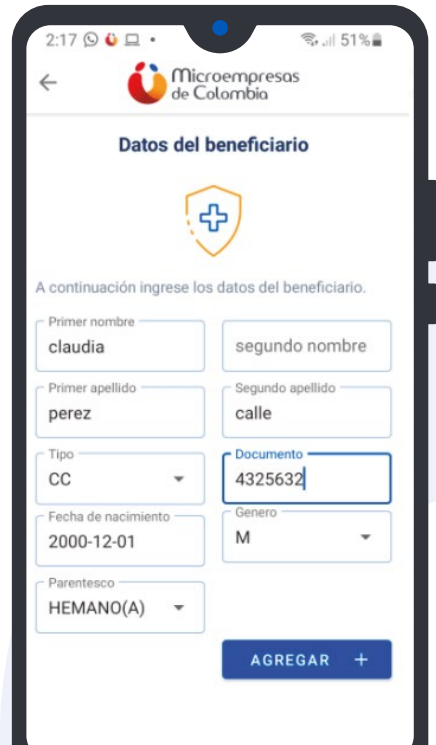 2:17
51%
Microempresas
de Colombia
Datos del beneficiario
A continuación ingrese los datos del beneficiario.
Primer nombre
claudia
segundo nombre
Primer apellido
perez
Segundo apellido
calle
Tipo
CC
Documento
4325632
Fecha de nacimiento
2000-12-01
Genero
M
Parentesco
HEMANO(A)
AGREGAR +